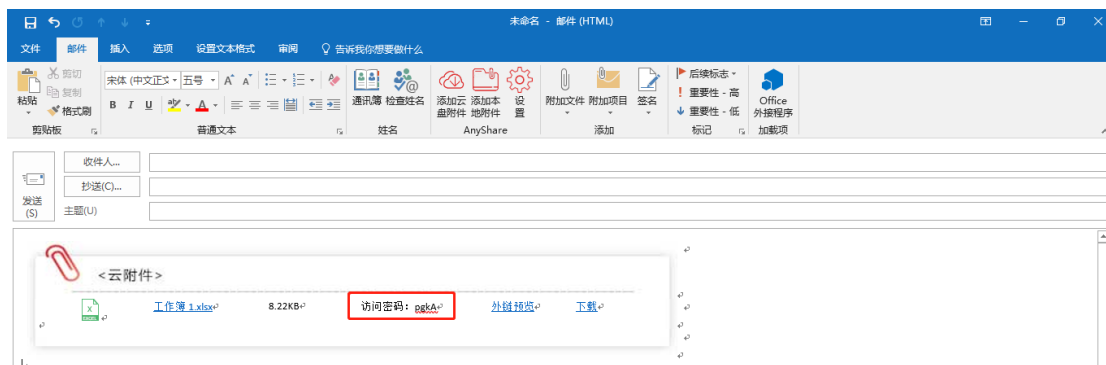 未命名 - 邮件 (HTML)
文件 邮件 插入 选项 设置文本格式 审阅 告诉我你想要做什么
粘贴 剪切 复制 格式刷
宋体 (中文正文 五号 A A
B I U A
通讯簿 检查姓名
添加云盘附件 添加本地附件 设置
附加文件 附加项目 签名
后续标志
重要性 - 高
重要性 - 低
Office 外接程序
剪贴板 普通文本 姓名 AnyShare 添加 标记 加载项
收件人...
抄送(C)...
发送(S)
主题(U)
<云附件>
工作簿 1.xlsx 8.22KB 访问密码：pgkA 外链预览 下载